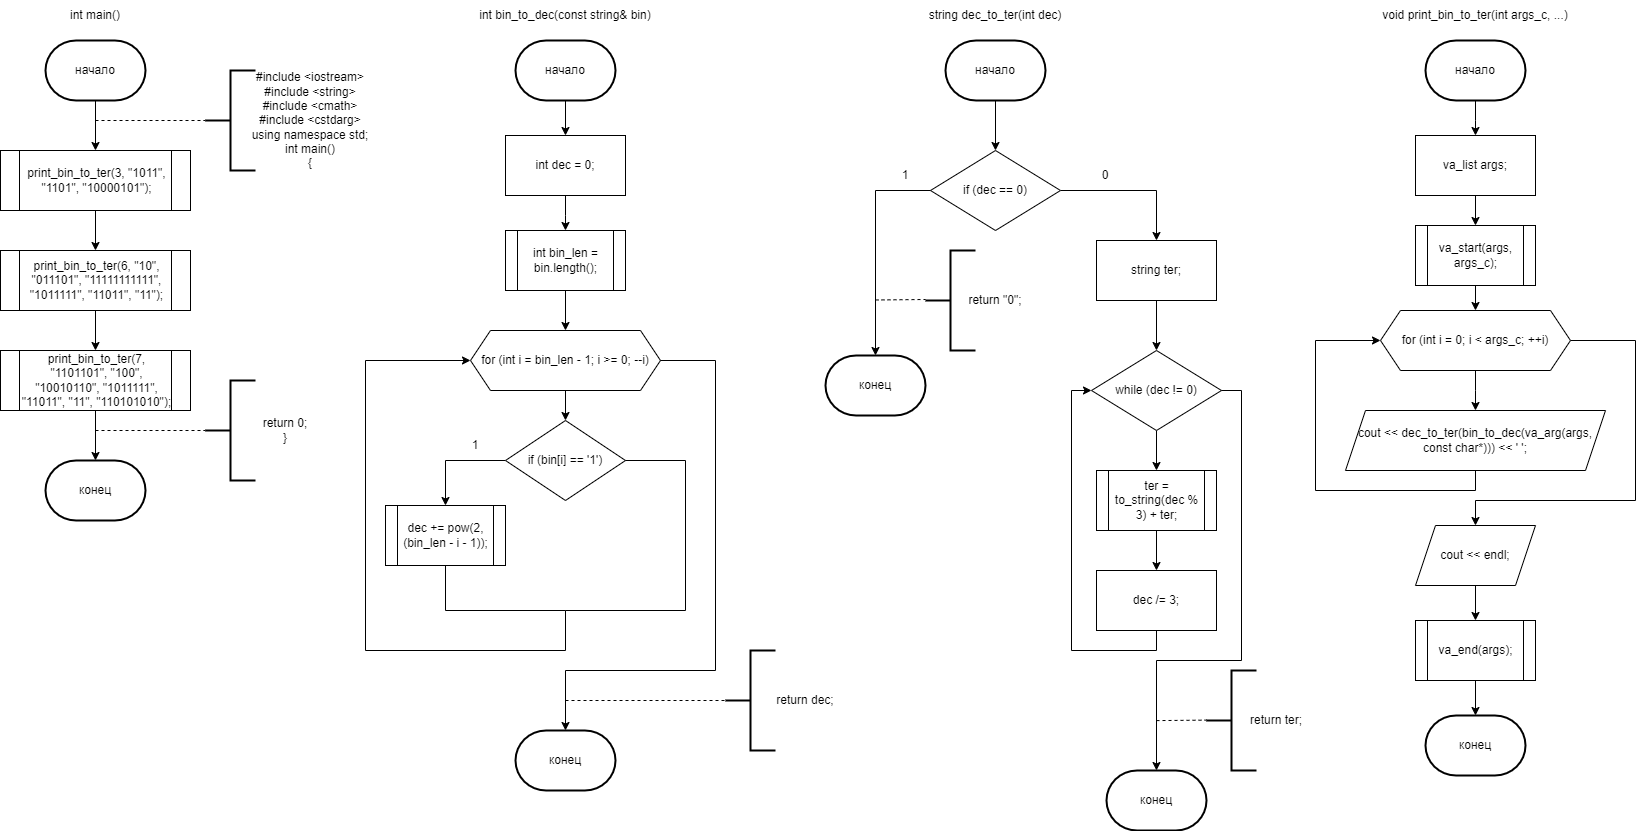 int main()
начало
#include <iostream>
#include <string>
#include <cmath>
#include <cstdarg>
using namespace std;
int main()
{
print_bin_to_ter(3, "1011",
"1101", "10000101");
print_bin_to_ter(6, "10",
"011101", "11111111111",
"1011111", "11011", "11");
print_bin_to_ter(7,
"1101101", "100",
"10010110", "1011111",
"11011", "11", "110101010");
return 0;
}
конец
int bin_to_dec(const string& bin)
начало
int dec = 0;
int bin_len =
bin.length();
for (int i = bin_len - 1; i >= 0; --i)
if (bin[i] == '1')
1
dec += pow(2,
(bin_len - i - 1));
return dec;
конец
string dec_to_ter(int dec)
начало
if (dec == 0)
1
0
return "0";
конец
string ter;
while (dec != 0)
ter =
to_string(dec %
3) + ter;
dec /= 3;
return ter;
конец
void print_bin_to_ter(int args_c, ...)
начало
va_list args;
va_start(args,
args_c);
for (int i = 0; i < args_c; ++i)
cout << dec_to_ter(bin_to_dec(va_arg(args,
const char*))) << ' ';
cout << endl;
va_end(args);
конец